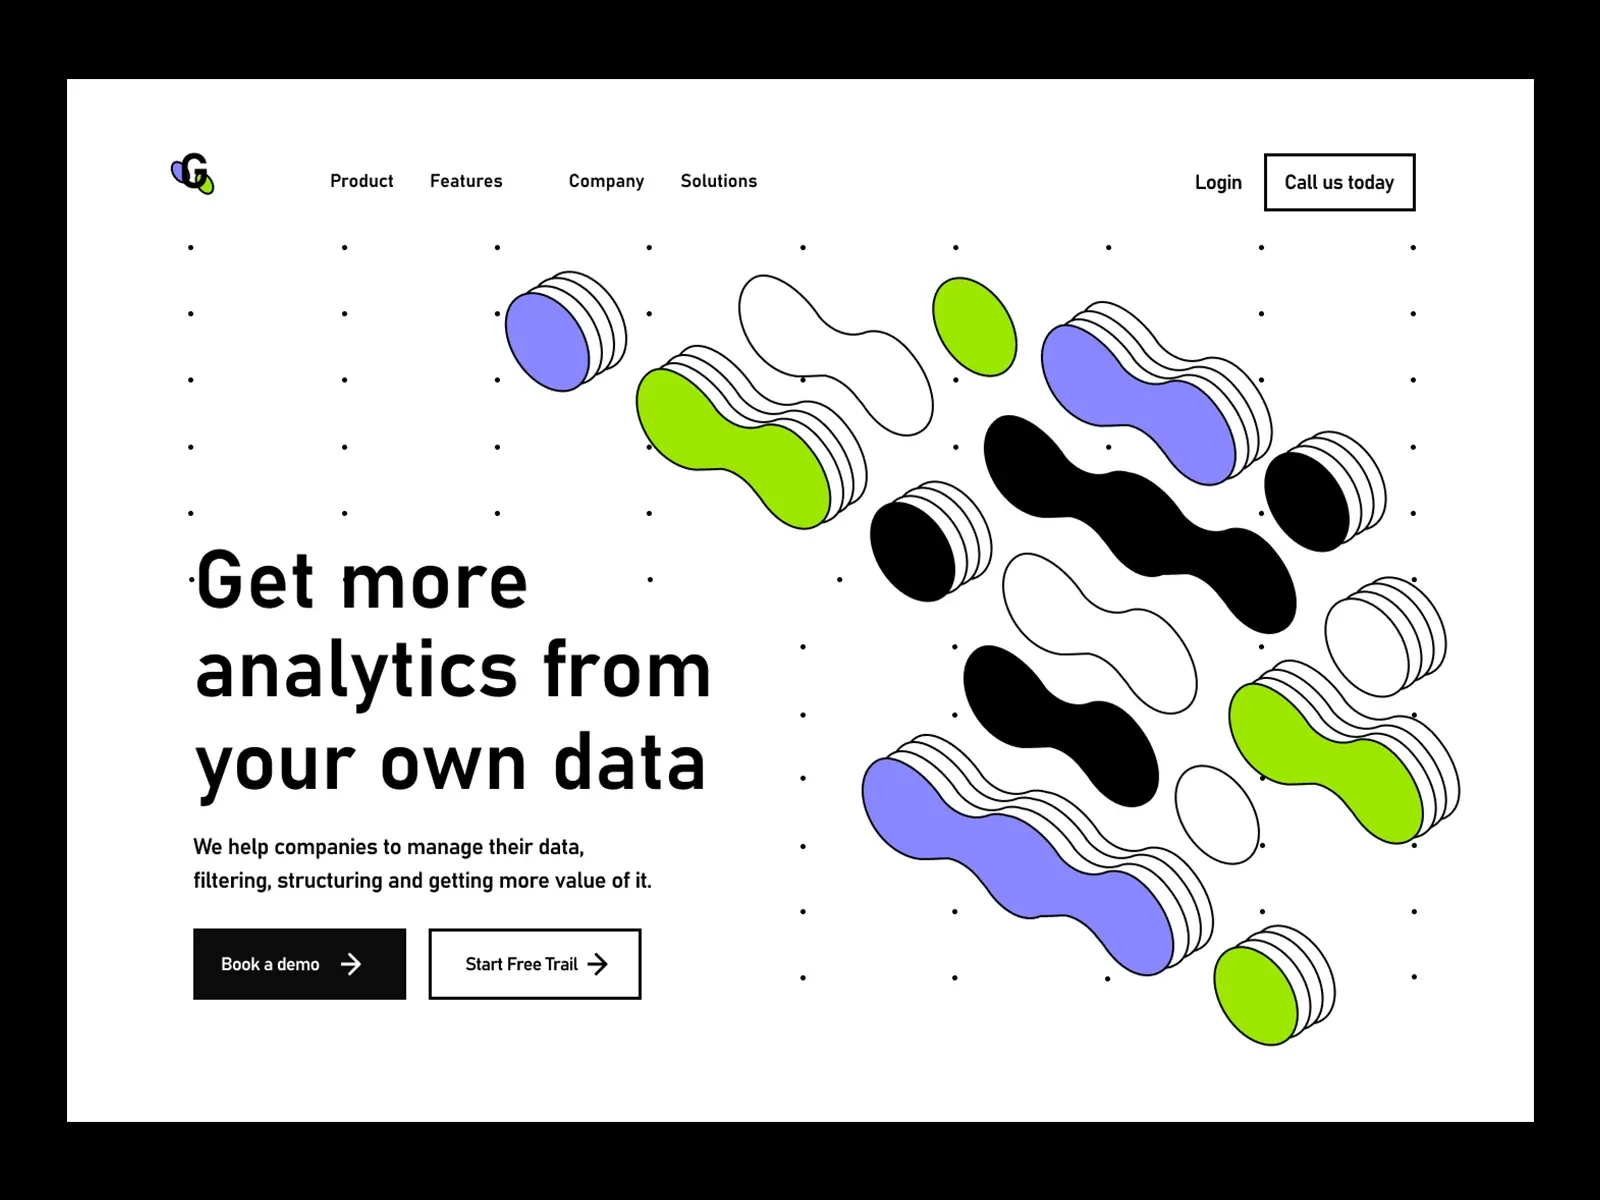 G
Product Features Company Solutions
Login Call us today
Get more
analytics from
your own data
We help companies to manage their data,
filtering, structuring and getting more value of it.
Book a demo
Start Free Trail